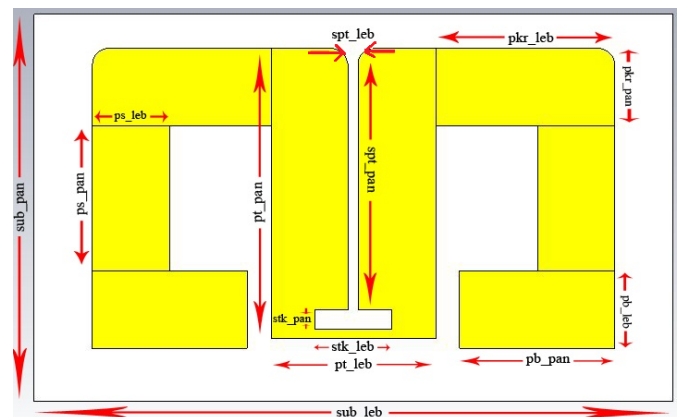 spt_leb
pkr_leb
pkr_pan
ps_leb
sub_pan
ps_pan
pt_pan
spt_pan
stk_pan
stk_leb
pt_leb
pb_leb
pb_pan
sub_leb